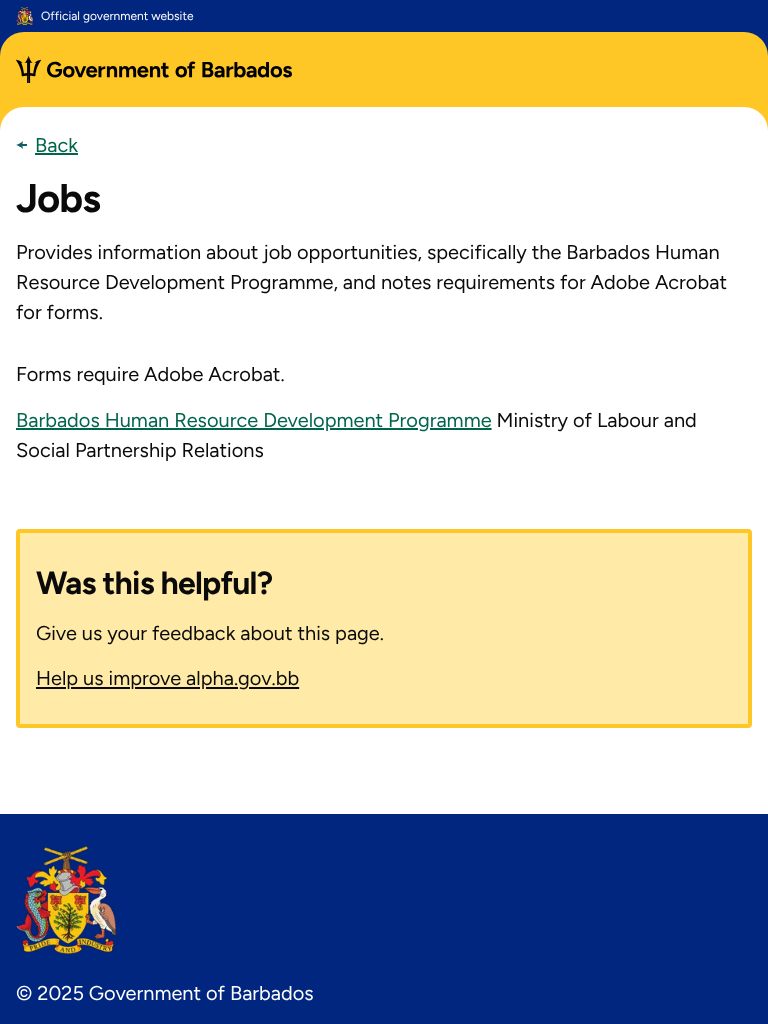 Official government website
Government of Barbados
Back
Jobs
Provides information about job opportunities, specifically the Barbados Human
Resource Development Programme, and notes requirements for Adobe Acrobat
for forms.
Forms require Adobe Acrobat.
Barbados Human Resource Development Programme Ministry of Labour and
Social Partnership Relations
Was this helpful?
Give us your feedback about this page.
Help us improve alpha.gov.bb
PRIDE AND INDUSTRY
© 2025 Government of Barbados